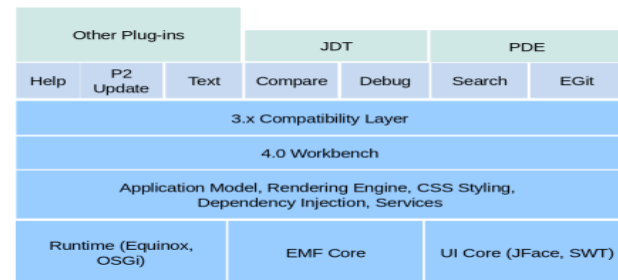 Other Plug-ins
JDT
PDE
Help
P2
Update
Text
Compare
Debug
Search
EGit
3.x Compatibility Layer
4.0 Workbench
Application Model, Rendering Engine, CSS Styling,
Dependency Injection, Services
Runtime (Equinox,
OSGi)
EMF Core
UI Core (JFace, SWT)